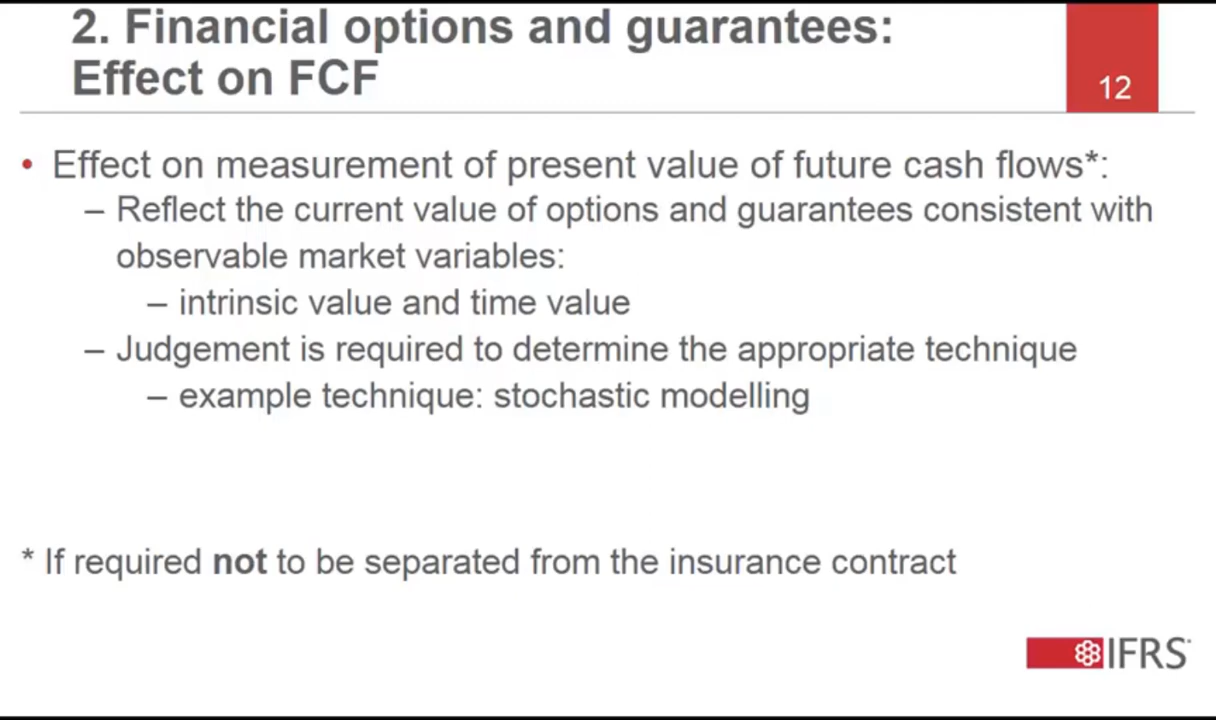 2. Financial options and guarantees:
Effect on FCF
12
• Effect on measurement of present value of future cash flows*:
– Reflect the current value of options and guarantees consistent with
observable market variables:
– intrinsic value and time value
– Judgement is required to determine the appropriate technique
– example technique: stochastic modelling
* If required not to be separated from the insurance contract
IFRS